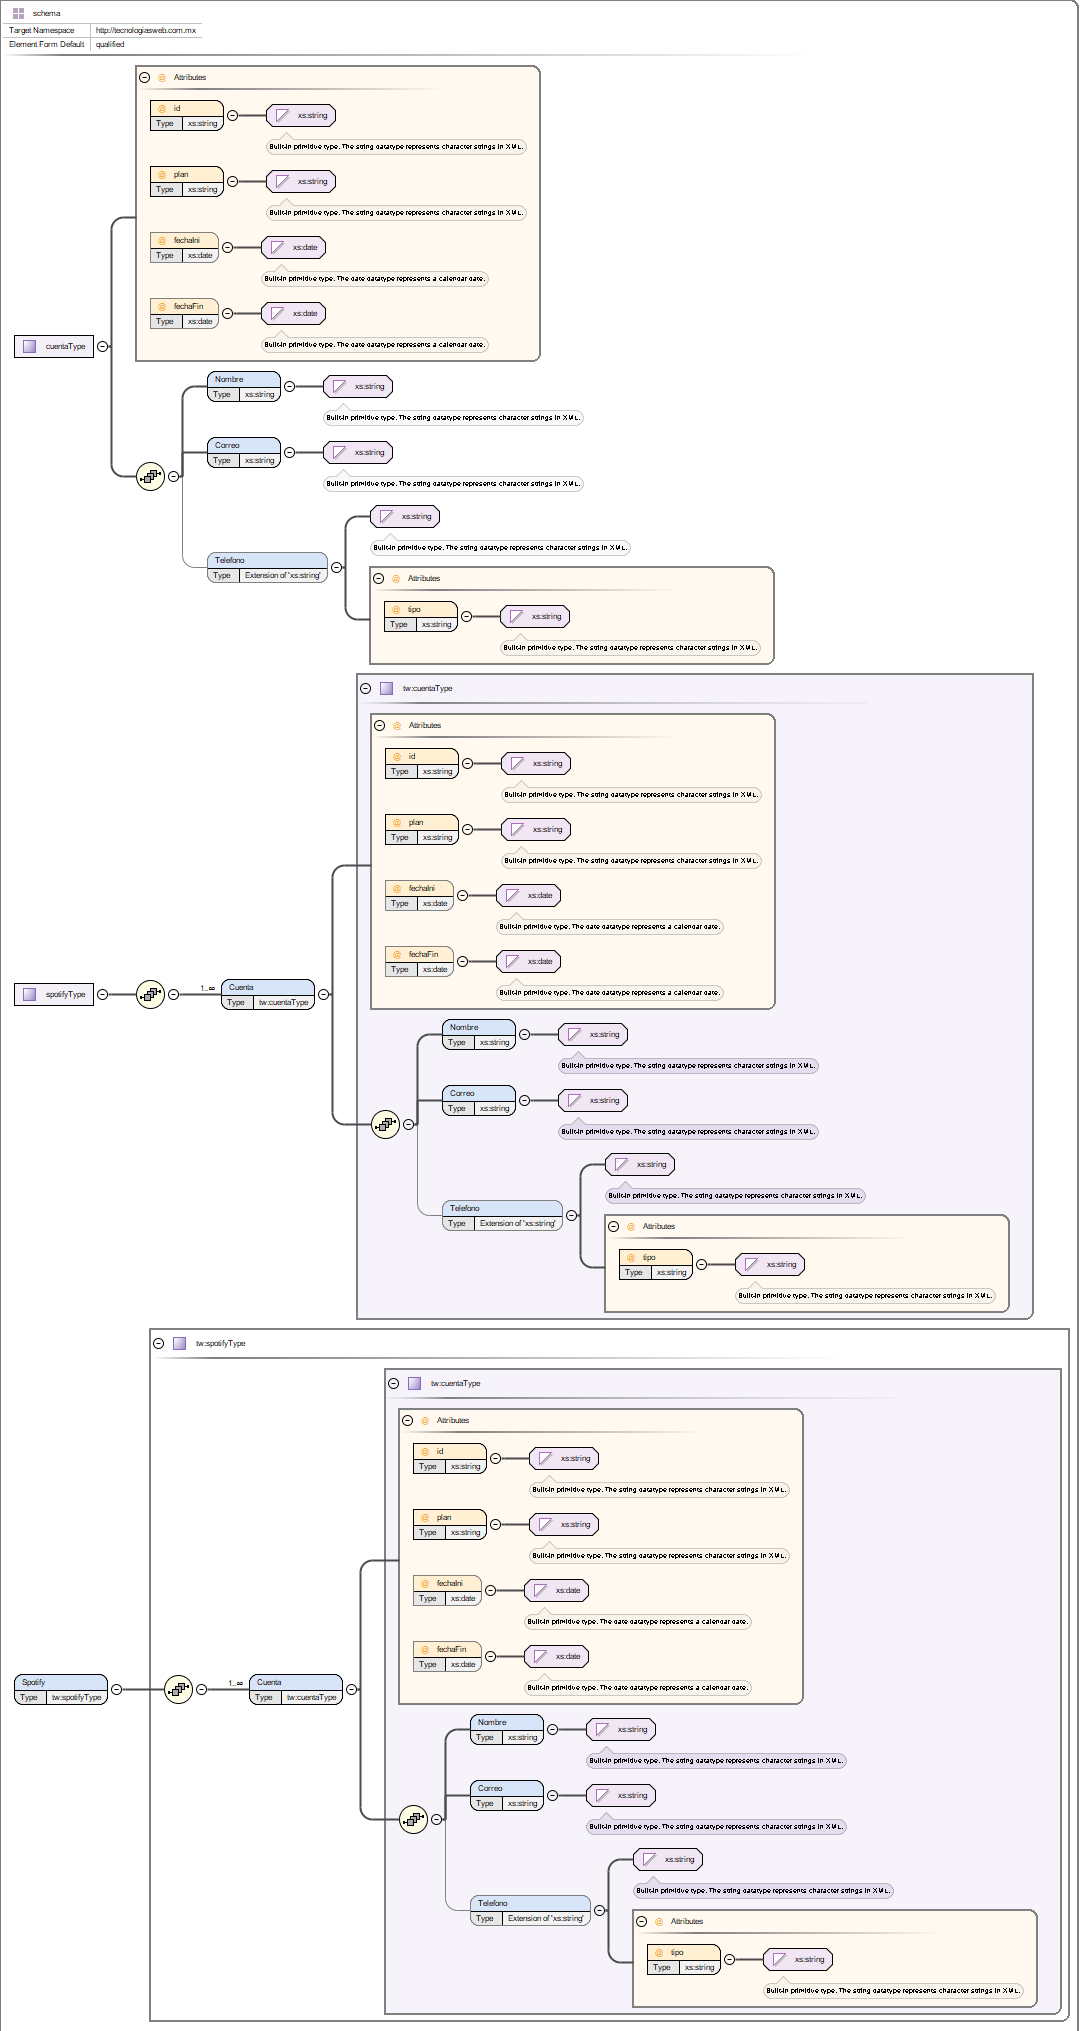 schema
Target Namespace http://tecnologiasweb.com.mx
Element Form Default qualified
Attributes
@ id
Type xs:string
xs:string
Built-in primitive type. The string datatype represents character strings in XML.
@ plan
Type xs:string
xs:string
Built-in primitive type. The string datatype represents character strings in XML.
@ fechaIni
Type xs:date
xs:date
Built-in primitive type. The date datatype represents a calendar date.
@ fechaFin
Type xs:date
xs:date
Built-in primitive type. The date datatype represents a calendar date.
cuentaType
Nombre
Type xs:string
xs:string
Built-in primitive type. The string datatype represents character strings in XML.
Correo
Type xs:string
xs:string
Built-in primitive type. The string datatype represents character strings in XML.
xs:string
Built-in primitive type. The string datatype represents character strings in XML.
Telefono
Type Extension of 'xs:string'
@ Attributes
@ tipo
Type xs:string
xs:string
Built-in primitive type. The string datatype represents character strings in XML.
tw:cuentaType
@ Attributes
@ id
Type xs:string
xs:string
Built-in primitive type. The string datatype represents character strings in XML.
@ plan
Type xs:string
xs:string
Built-in primitive type. The string datatype represents character strings in XML.
@ fechaIni
Type xs:date
xs:date
Built-in primitive type. The date datatype represents a calendar date.
@ fechaFin
Type xs:date
xs:date
Built-in primitive type. The date datatype represents a calendar date.
spotifyType
1..∞
Cuenta
Type tw:cuentaType
Nombre
Type xs:string
xs:string
Built-in primitive type. The string datatype represents character strings in XML.
Correo
Type xs:string
xs:string
Built-in primitive type. The string datatype represents character strings in XML.
xs:string
Built-in primitive type. The string datatype represents character strings in XML.
Telefono
Type Extension of 'xs:string'
@ Attributes
@ tipo
Type xs:string
xs:string
Built-in primitive type. The string datatype represents character strings in XML.
tw:spotifyType
tw:cuentaType
@ Attributes
@ id
Type xs:string
xs:string
Built-in primitive type. The string datatype represents character strings in XML.
@ plan
Type xs:string
xs:string
Built-in primitive type. The string datatype represents character strings in XML.
@ fechaIni
Type xs:date
xs:date
Built-in primitive type. The date datatype represents a calendar date.
@ fechaFin
Type xs:date
xs:date
Built-in primitive type. The date datatype represents a calendar date.
Spotify
Type tw:spotifyType
1..∞
Cuenta
Type tw:cuentaType
Nombre
Type xs:string
xs:string
Built-in primitive type. The string datatype represents character strings in XML.
Correo
Type xs:string
xs:string
Built-in primitive type. The string datatype represents character strings in XML.
xs:string
Built-in primitive type. The string datatype represents character strings in XML.
Telefono
Type Extension of 'xs:string'
@ Attributes
@ tipo
Type xs:string
xs:string
Built-in primitive type. The string datatype represents character strings in XML.